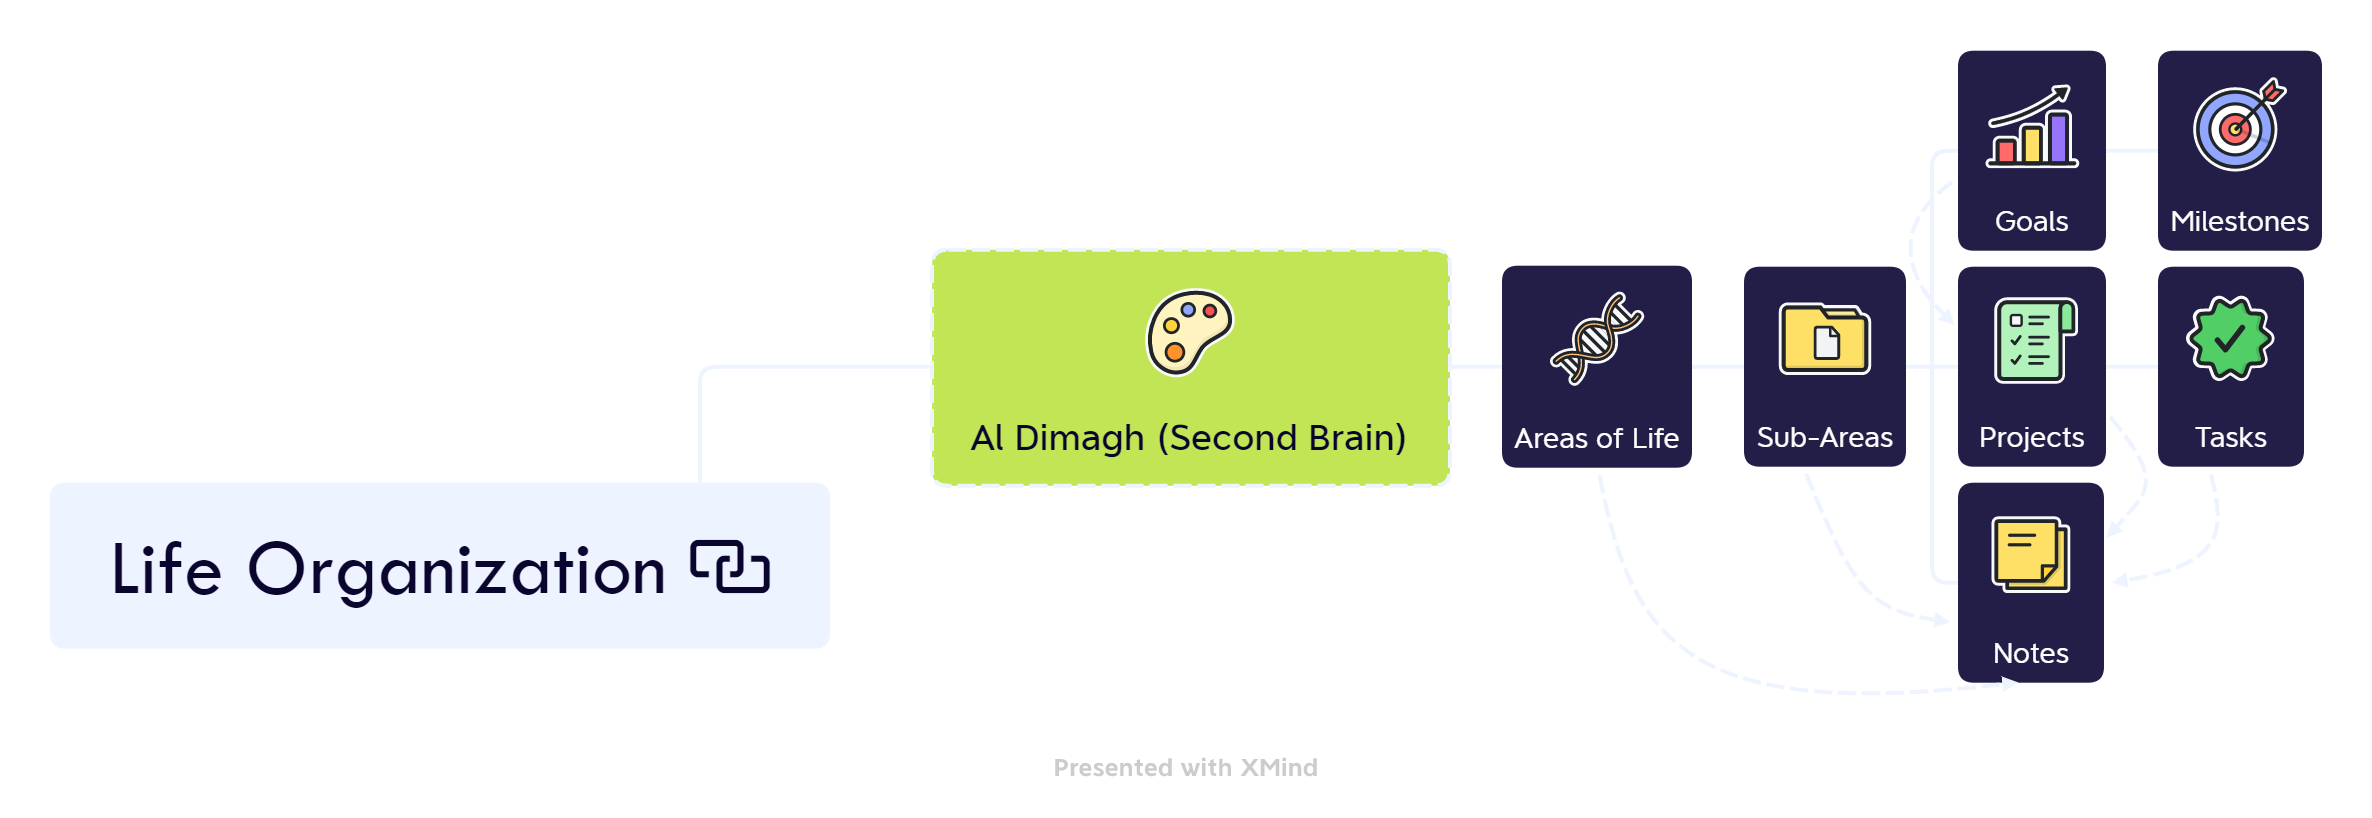 Life Organization
Al Dimagh (Second Brain)
Areas of Life
Sub-Areas
Goals
Milestones
Projects
Tasks
Notes
Presented with XMind